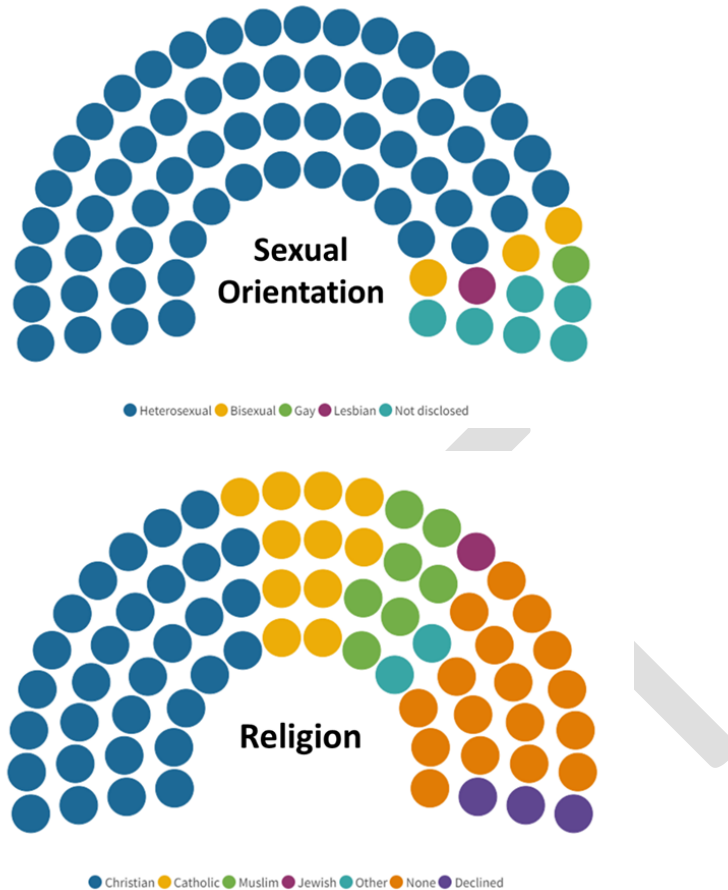 Sexual
Orientation
Heterosexual Bisexual Gay Lesbian Not disclosed
Religion
Christian Catholic Muslim Jewish Other None Declined